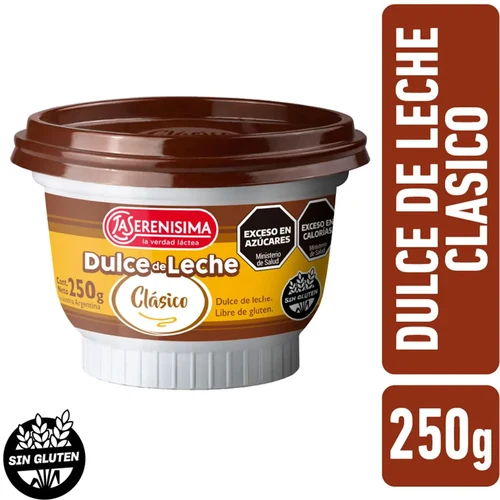 LASERENISIMA
la verdad láctea
Dulce de Leche
Cont.
Neto 250g
Industria Argentina
Clásico
Dulce de leche.
Libre de gluten.
EXCESO EN
AZÚCARES
Ministerio
de Salud
EXCESO EN
CALORÍAS
Ministerio
de Salud
SIN GLUTEN
SIN GLUTEN
DULCE DE LECHE
CLASICO
250g